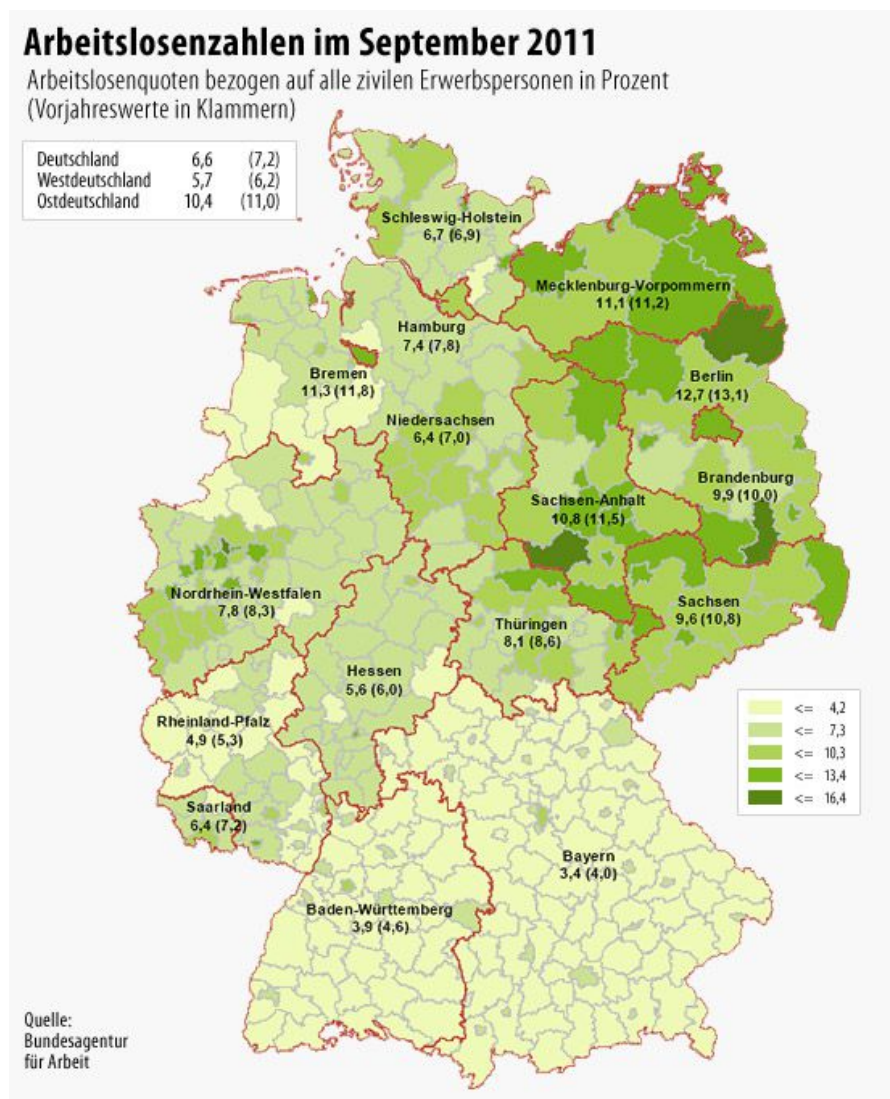 Arbeitslosenzahlen im September 2011
Arbeitslosenquoten bezogen auf alle zivilen Erwerbspersonen in Prozent
(Vorjahreswerte in Klammern)
Deutschland 6,6 (7,2)
Westdeutschland 5,7 (6,2)
Ostdeutschland 10,4 (11,0)
Schleswig-Holstein
6,7 (6,9)
Mecklenburg-Vorpommern
11,1 (11,2)
Hamburg
7,4 (7,8)
Bremen
11,3 (11,8)
Berlin
12,7 (13,1)
Niedersachsen
6,4 (7,0)
Brandenburg
9,9 (10,0)
Sachsen-Anhalt
10,8 (11,5)
Nordrhein-Westfalen
7,8 (8,3)
Sachsen
9,6 (10,8)
Thüringen
8,1 (8,6)
Hessen
5,6 (6,0)
Rheinland-Pfalz
4,9 (5,3)
Saarland
6,4 (7,2)
Bayern
3,4 (4,0)
Baden-Württemberg
3,9 (4,6)
<= 4,2
<= 7,3
<= 10,3
<= 13,4
<= 16,4
Quelle:
Bundesagentur
für Arbeit